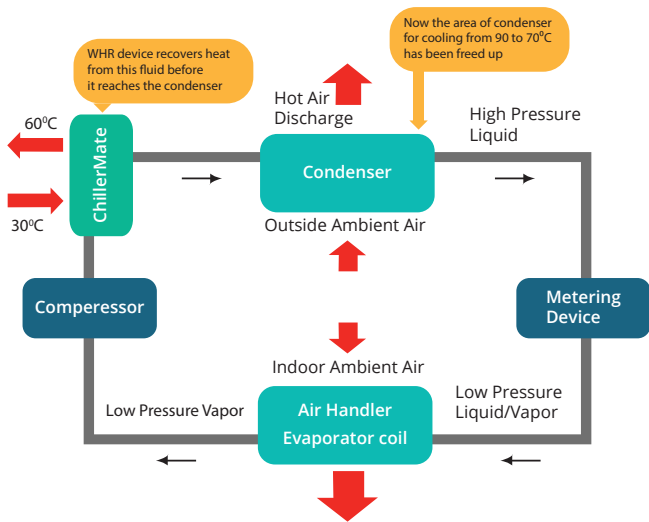 WHR device recovers heat
from this fluid before
it reaches the condenser
Now the area of condenser
for cooling from 90 to 70⁰C
has been freed up
Hot Air
Discharge
High Pressure
Liquid
60⁰C
30⁰C
ChillerMate
Condenser
Outside Ambient Air
Comperessor
Metering
Device
Indoor Ambient Air
Low Pressure Vapor
Air Handler
Evaporator coil
Low Pressure
Liquid/Vapor